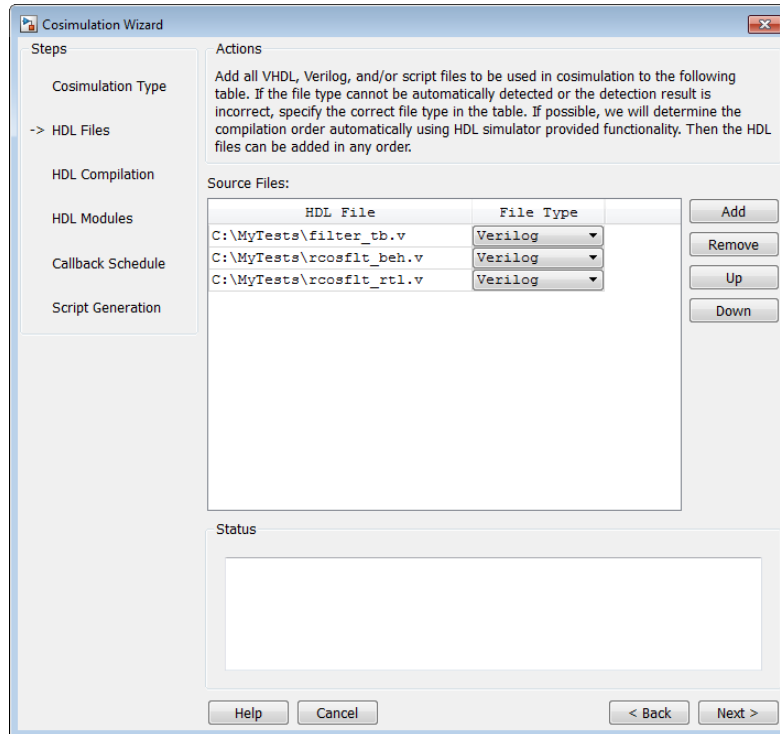 Cosimulation Wizard
Steps
Cosimulation Type
-> HDL Files
HDL Compilation
HDL Modules
Callback Schedule
Script Generation
Actions
Add all VHDL, Verilog, and/or script files to be used in cosimulation to the following
table. If the file type cannot be automatically detected or the detection result is
incorrect, specify the correct file type in the table. If possible, we will determine the
compilation order automatically using HDL simulator provided functionality. Then the HDL
files can be added in any order.
Source Files:
HDL File File Type
C:\MyTests\filter_tb.v Verilog
C:\MyTests\rcosflt_beh.v Verilog
C:\MyTests\rcosflt_rtl.v Verilog
Add
Remove
Up
Down
Status
Help Cancel < Back Next >